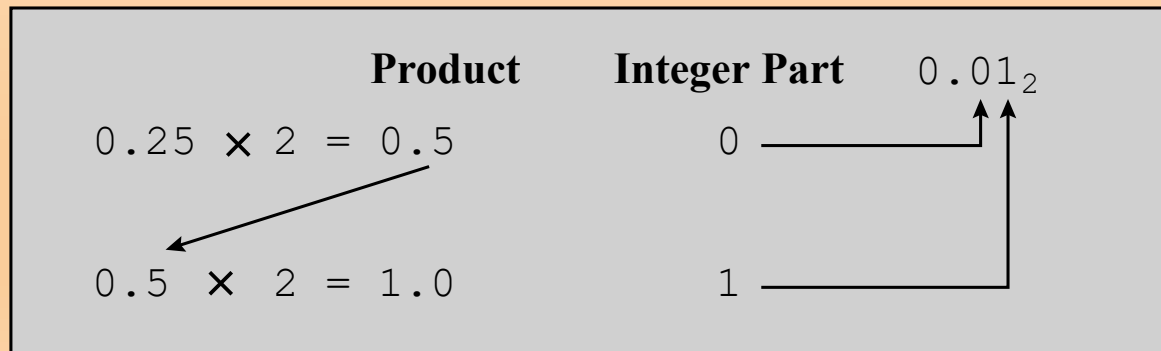 Product Integer Part 0.01₂
0.25 × 2 = 0.5 0
0.5 × 2 = 1.0 1